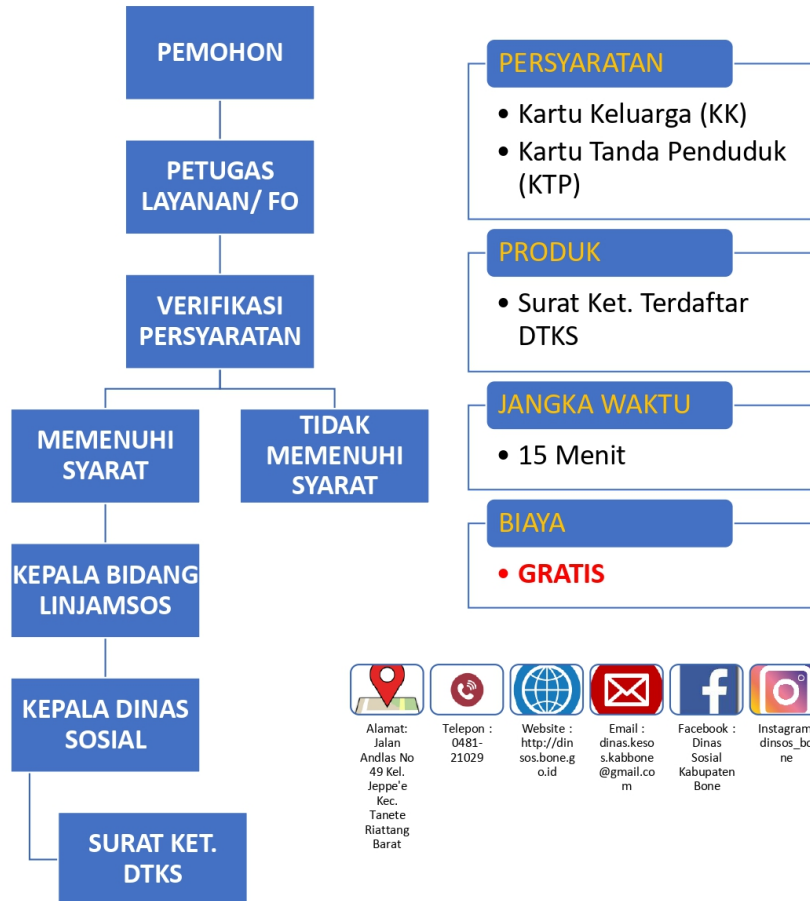 PEMOHON
PETUGAS
LAYANAN/ FO
VERIFIKASI
PERSYARATAN
MEMENUHI
SYARAT
TIDAK
MEMENUHI
SYARAT
KEPALA BIDANG
LINJAMSOS
KEPALA DINAS
SOSIAL
SURAT KET.
DTKS
PERSYARATAN
• Kartu Keluarga (KK)
• Kartu Tanda Penduduk
(KTP)
PRODUK
• Surat Ket. Terdaftar
DTKS
JANGKA WAKTU
• 15 Menit
BIAYA
• GRATIS
Alamat:
Jalan
Andlas No
49 Kel.
Jeppe'e
Kec.
Tanete
Riattang
Barat
Telepon :
0481-
21029
Website :
http://din
sos.bone.g
o.id
Email :
dinas.keso
s.kabbone
@gmail.co
m
Facebook :
Dinas
Sosial
Kabupaten
Bone
Instagram
dinsos_bo
ne